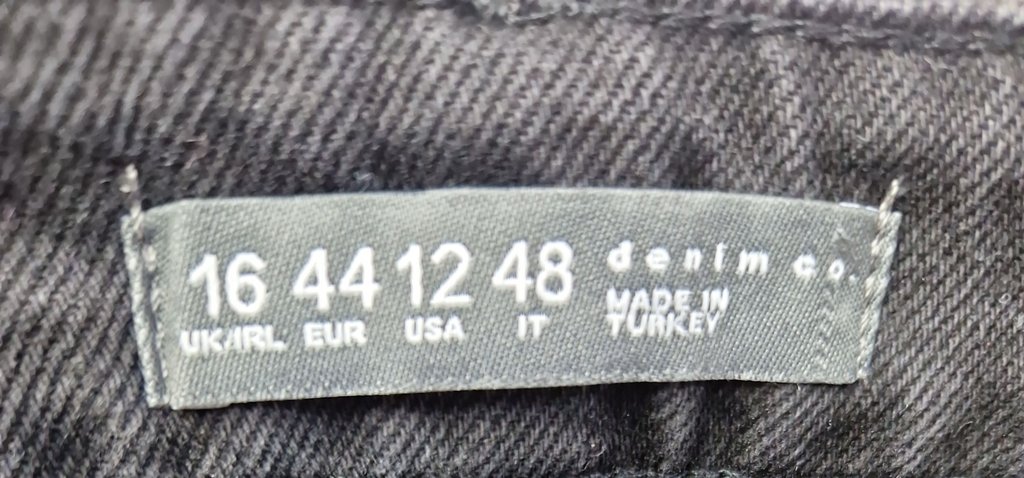 16 44 12 48 denim co.
UK/IRL EUR USA IT MADE IN
TURKEY